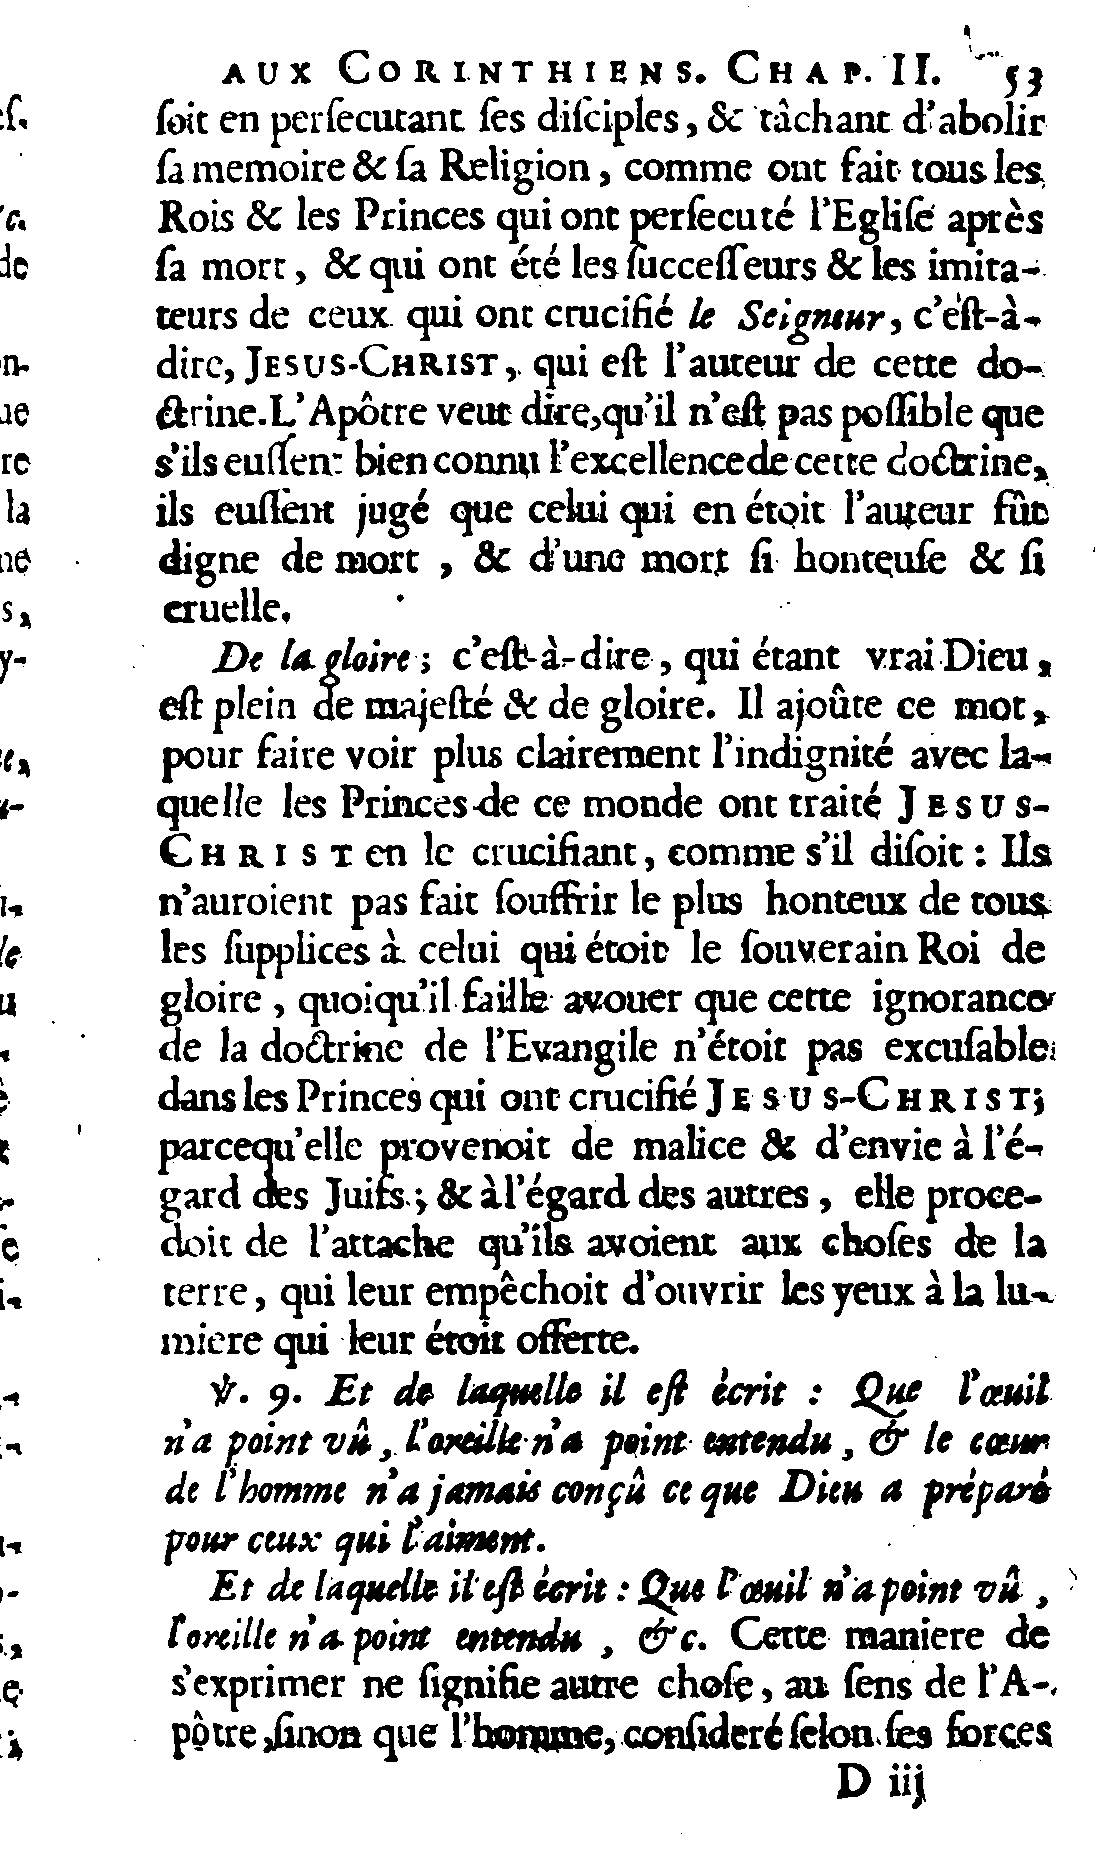 AUX CORINTHIENS. CHAP. II. 53
ſoit en perſecutant ſes diſciples, & tâchant d'abolir
ſa memoire & ſa Religion, comme ont fait tous les
Rois & les Princes qui ont perſecuté l'Egliſe après
ſa mort, & qui ont été les ſucceſſeurs & les imita-
teurs de ceux qui ont crucifié le Seigneur, c'eſt-à-
dire, JESUS-CHRIST, qui eſt l'auteur de cette do-
ctrine. L'Apôtre veut dire, qu'il n'eſt pas poſſible que
s'ils euſſent bien connu l'excellence de cette doctrine,
ils euſſent jugé que celui qui en étoit l'auteur fût
digne de mort, & d'une mort ſi honteuſe & ſi
cruelle.
De la gloire; c'eſt-à-dire, qui étant vrai Dieu,
eſt plein de majeſté & de gloire. Il ajoûte ce mot,
pour faire voir plus clairement l'indignité avec la-
quelle les Princes de ce monde ont traité JESUS-
CHRIST en le crucifiant, comme s'il diſoit : Ils
n'auroient pas fait ſouffrir le plus honteux de tous
les ſupplices à celui qui étoit le ſouverain Roi de
gloire, quoiqu'il faille avouer que cette ignorance
de la doctrine de l'Evangile n'étoit pas excuſable
dans les Princes qui ont crucifié JESUS-CHRIST;
parcequ'elle provenoit de malice & d'envie à l'é-
gard des Juifs; & à l'égard des autres, elle proce-
doit de l'attache qu'ils avoient aux choſes de la
terre, qui leur empêchoit d'ouvrir les yeux à la lu-
miere qui leur étoit offerte.
℣. 9. Et de laquelle il eſt écrit : Que l'œuil
n'a point vû, l'oreille n'a point entendu, & le cœur
de l'homme n'a jamais conçû ce que Dieu a préparé
pour ceux qui l'aiment.
Et de laquelle il eſt écrit : Que l'œuil n'a point vû,
l'oreille n'a point entendu, &c. Cette maniere de
s'exprimer ne ſignifie autre choſe, au ſens de l'A-
pôtre, ſinon que l'homme, conſideré ſelon ſes forces
D iij